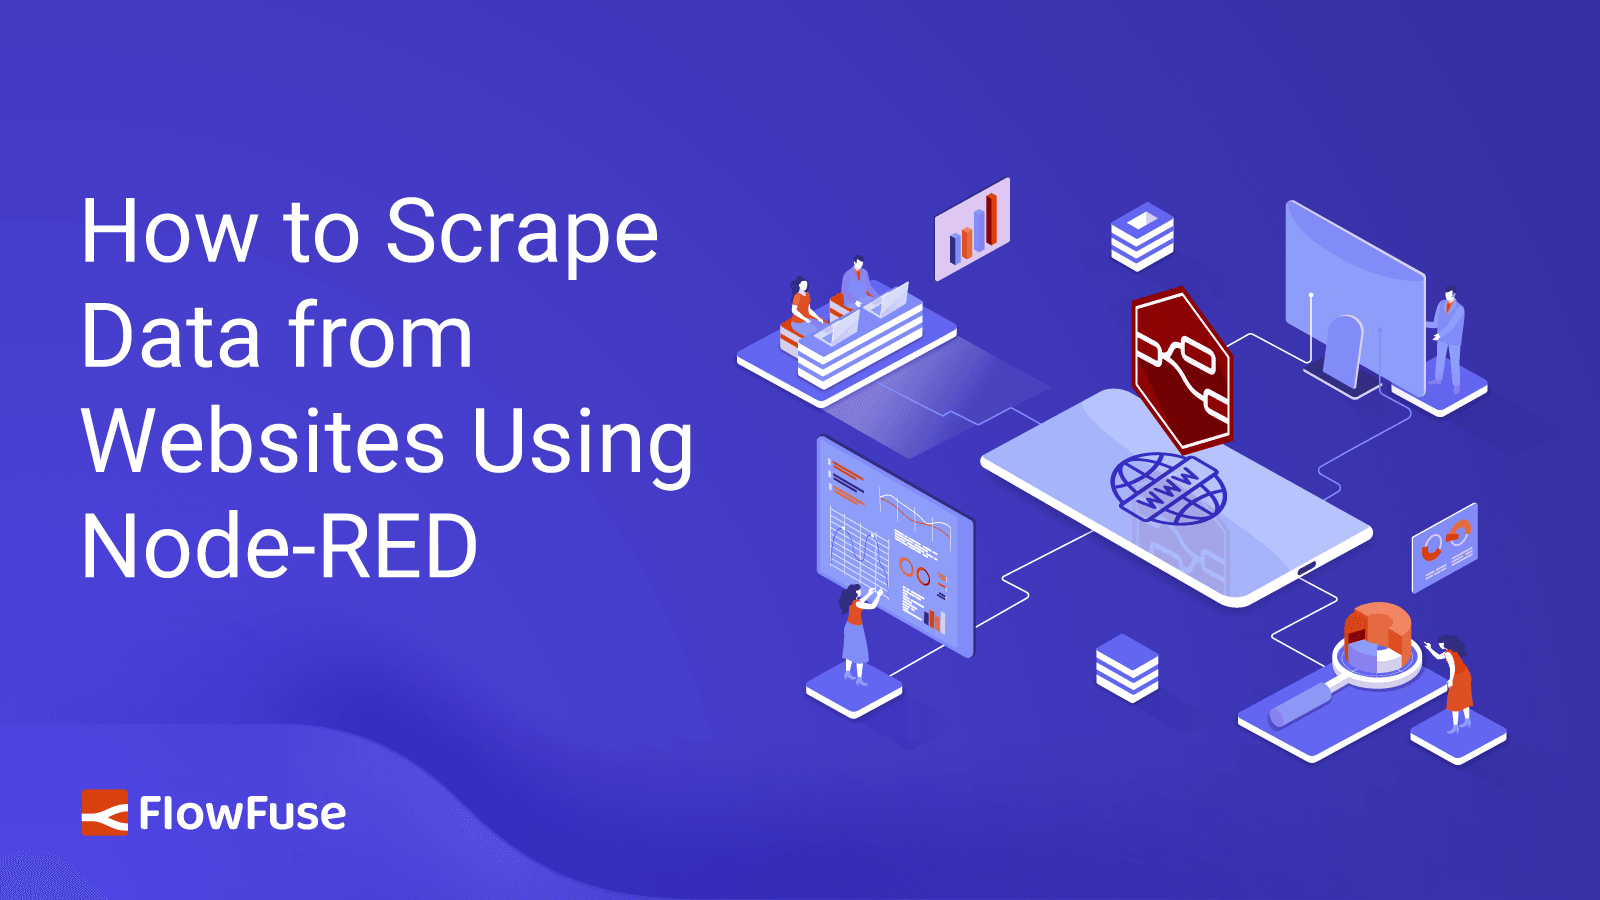 How to Scrape
Data from
Websites Using
Node-RED
WWW
FlowFuse